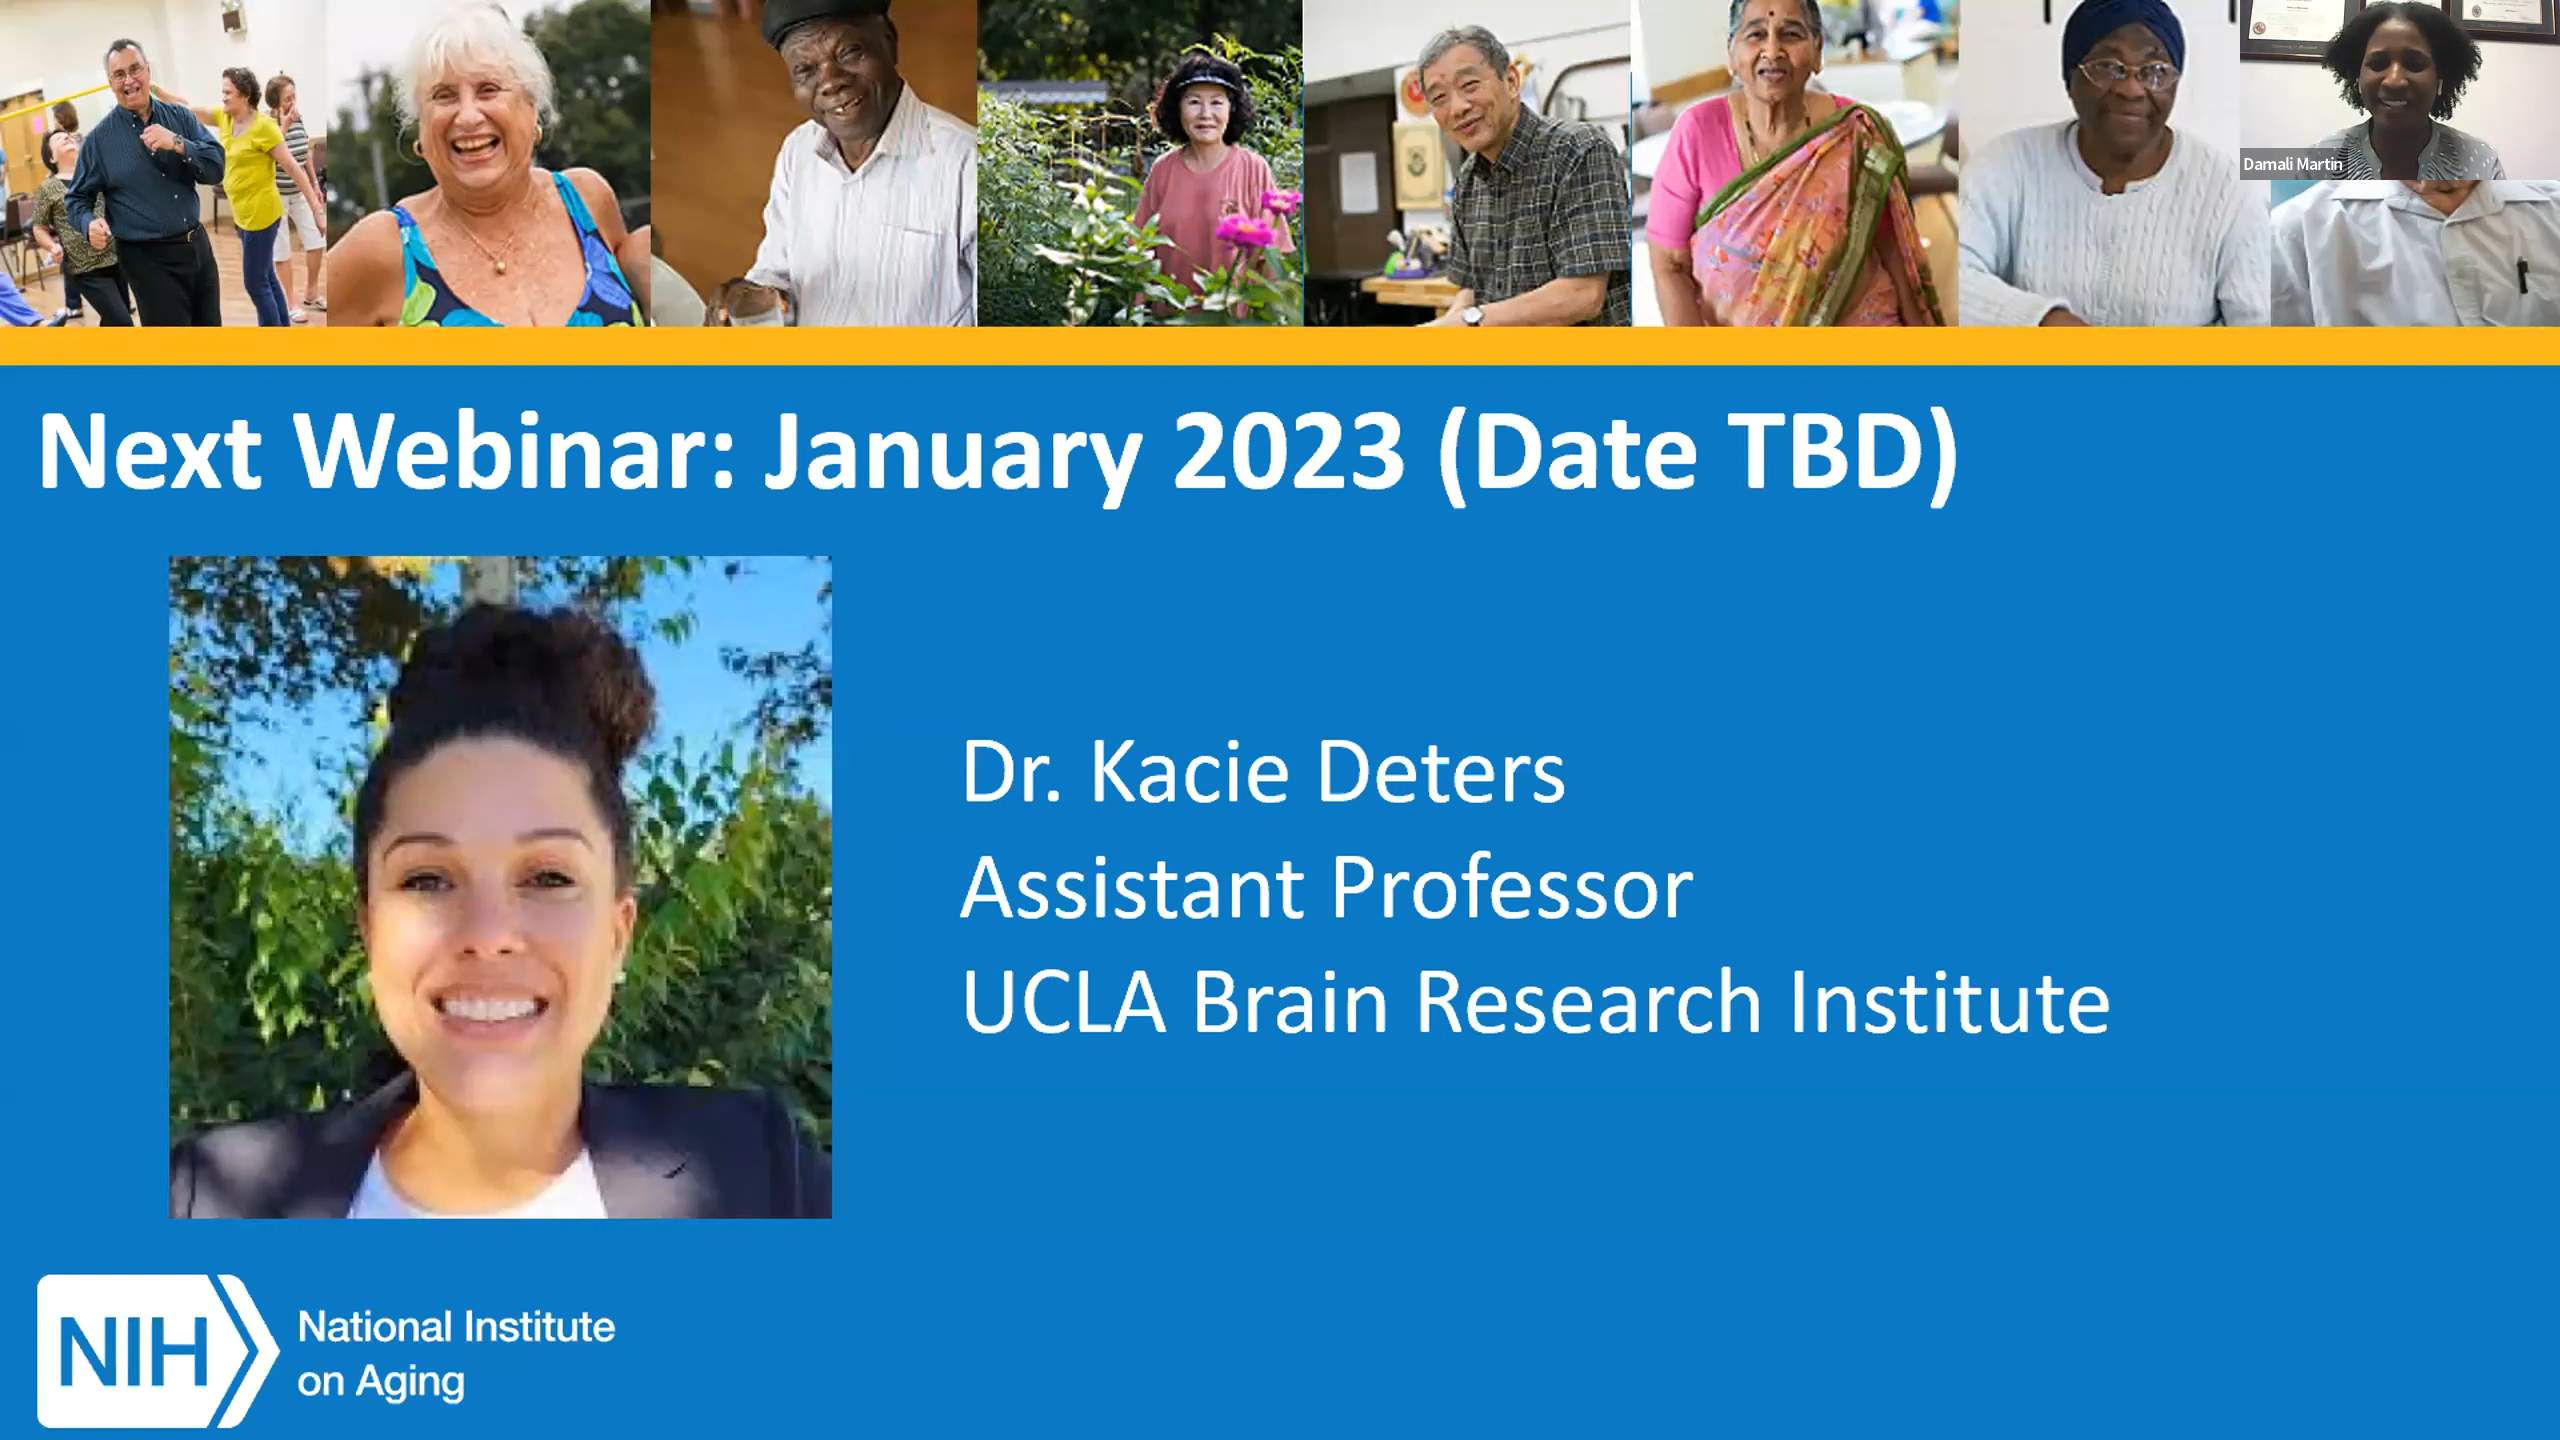 Damali Martin
Next Webinar: January 2023 (Date TBD)
Dr. Kacie Deters
Assistant Professor
UCLA Brain Research Institute
NIH
National Institute
on Aging